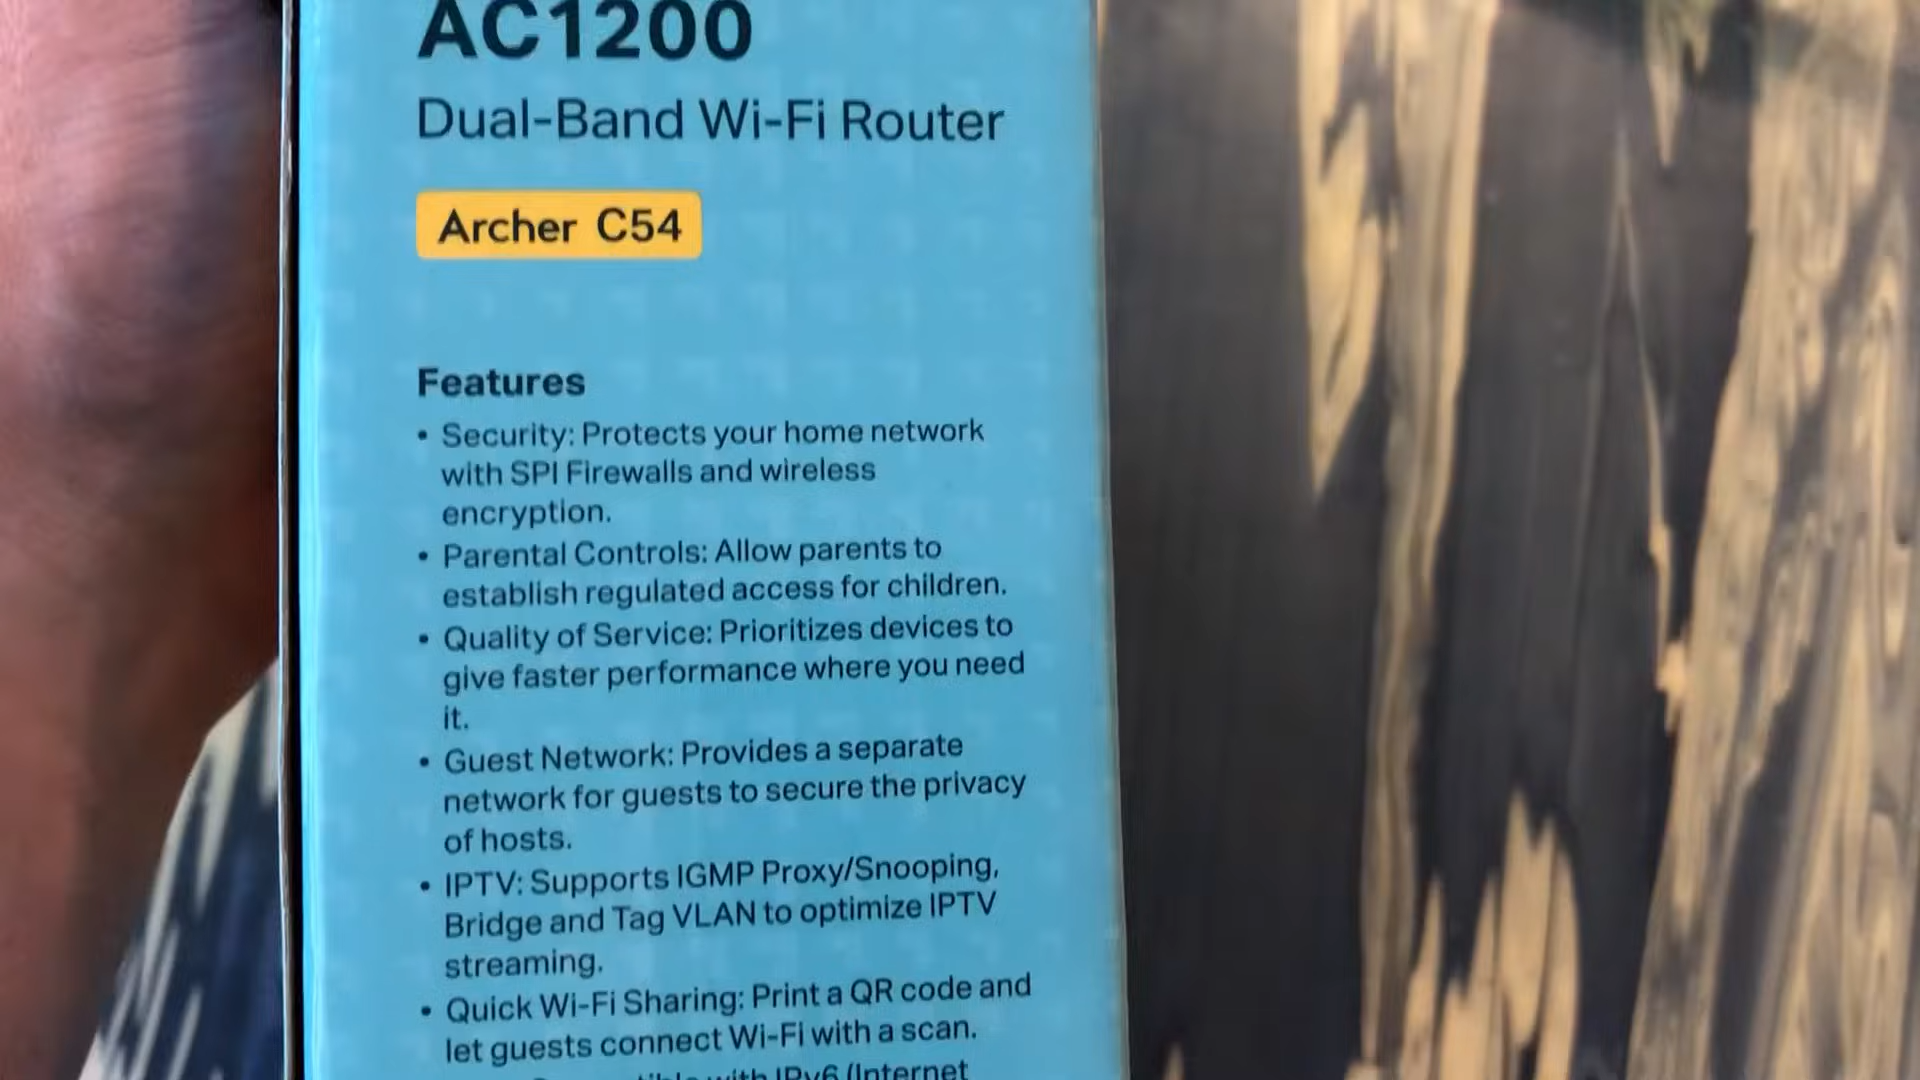 AC1200
Dual-Band Wi-Fi Router
Archer C54
Features
• Security: Protects your home network
with SPI Firewalls and wireless
encryption.
• Parental Controls: Allow parents to
establish regulated access for children.
• Quality of Service: Prioritizes devices to
give faster performance where you need
it.
• Guest Network: Provides a separate
network for guests to secure the privacy
of hosts.
• IPTV: Supports IGMP Proxy/Snooping,
Bridge and Tag VLAN to optimize IPTV
streaming.
• Quick Wi-Fi Sharing: Print a QR code and
let guests connect Wi-Fi with a scan.
with IPv6 (Internet